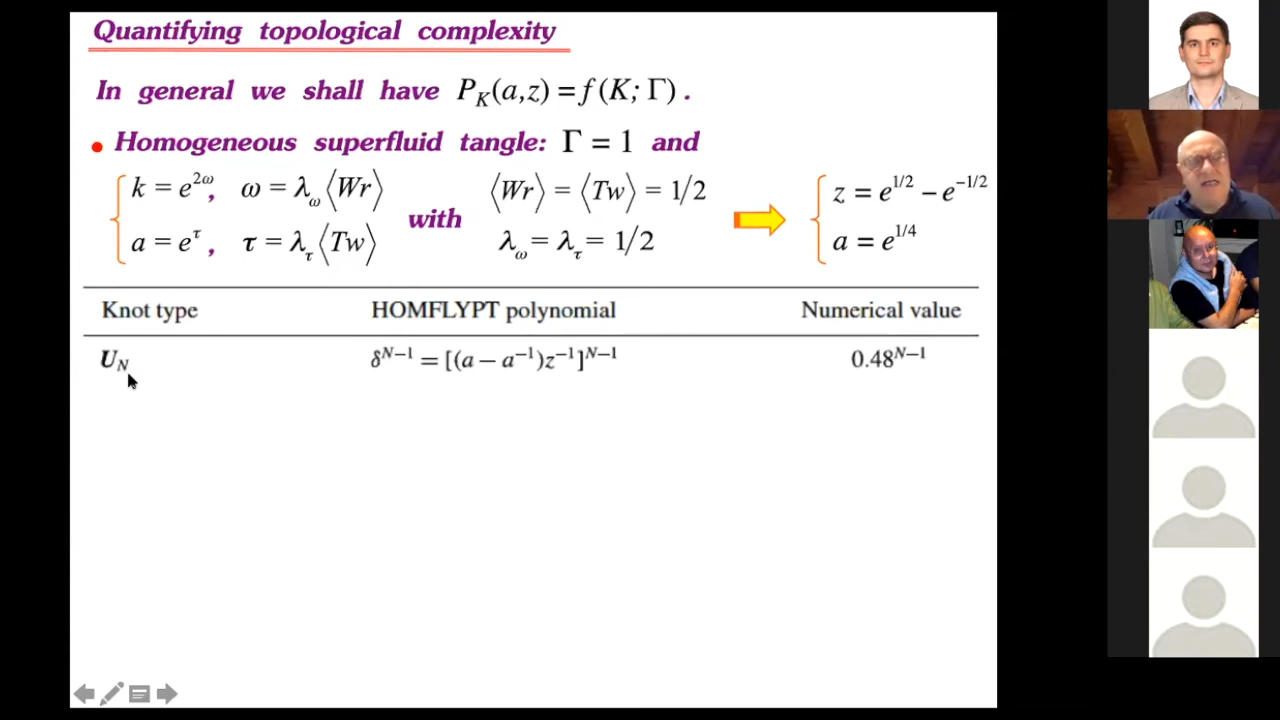 Quantifying topological complexity
In general we shall have P_K(a,z) = f(K; Γ) .
• Homogeneous superfluid tangle: Γ = 1 and
k = e^{2ω}, ω = λ_ω ⟨Wr⟩
a = e^τ, τ = λ_τ ⟨Tw⟩
with
⟨Wr⟩ = ⟨Tw⟩ = 1/2
λ_ω = λ_τ = 1/2
z = e^{1/2} − e^{−1/2}
a = e^{1/4}
Knot type HOMFLYPT polynomial Numerical value
U_N δ^{N−1} = [(a − a^{−1})z^{−1}]^{N−1} 0.48^{N−1}